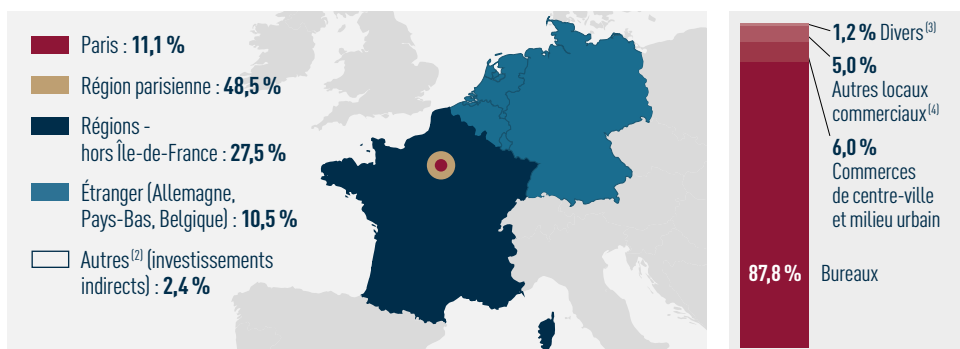 Paris : 11,1 %
Région parisienne : 48,5 %
Régions -
hors Île-de-France : 27,5 %
Étranger (Allemagne,
Pays-Bas, Belgique) : 10,5 %
Autres(2) (investissements
indirects) : 2,4 %
1,2 % Divers(3)
5,0 %
Autres locaux
commerciaux(4)
6,0 %
Commerces
de centre-ville
et milieu urbain
87,8 % Bureaux